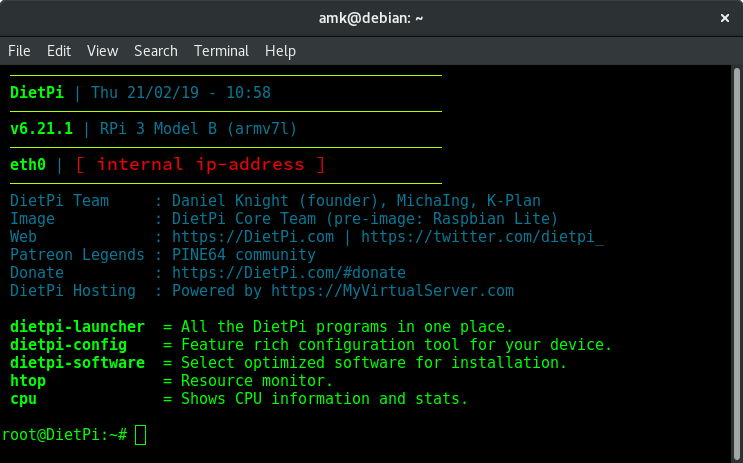 amk@debian: ~ ×
File Edit View Search Terminal Help
DietPi | Thu 21/02/19 - 10:58
v6.21.1 | RPi 3 Model B (armv7l)
eth0 | [ internal ip-address ]
DietPi Team : Daniel Knight (founder), MichaIng, K-Plan
Image : DietPi Core Team (pre-image: Raspbian Lite)
Web : https://DietPi.com | https://twitter.com/dietpi_
Patreon Legends : PINE64 community
Donate : https://DietPi.com/#donate
DietPi Hosting : Powered by https://MyVirtualServer.com
dietpi-launcher = All the DietPi programs in one place.
dietpi-config = Feature rich configuration tool for your device.
dietpi-software = Select optimized software for installation.
htop = Resource monitor.
cpu = Shows CPU information and stats.
root@DietPi:~#